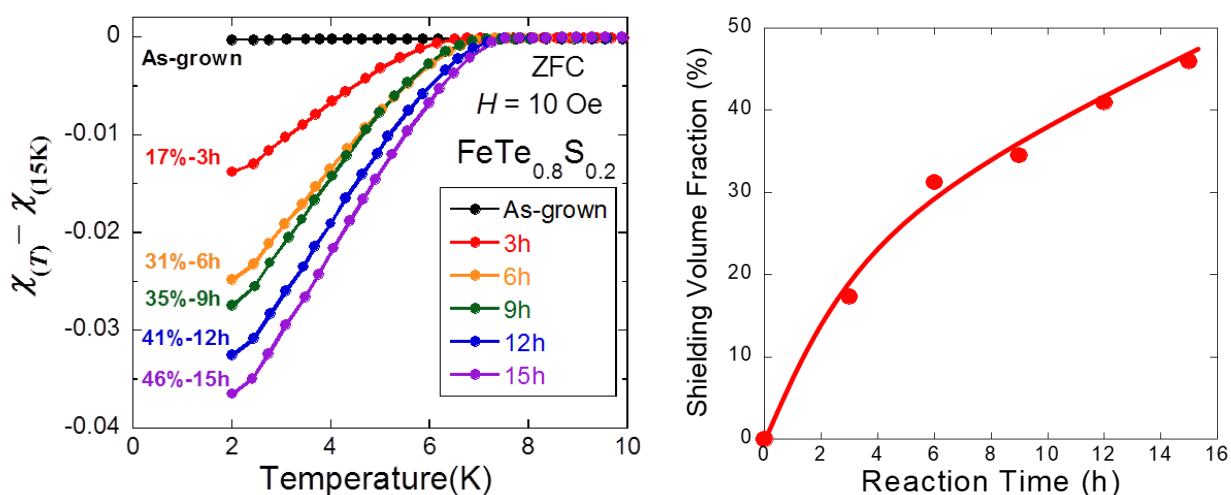 0
-0.01
-0.02
-0.03
-0.04
χ(T) − χ(15K)
As-grown
17%-3h
31%-6h
35%-9h
41%-12h
46%-15h
ZFC
H = 10 Oe
FeTe0.8S0.2
As-grown
3h
6h
9h
12h
15h
0 2 4 6 8 10
Temperature(K)
50
40
30
20
10
0
Shielding Volume Fraction (%)
0 2 4 6 8 10 12 14 16
Reaction Time (h)